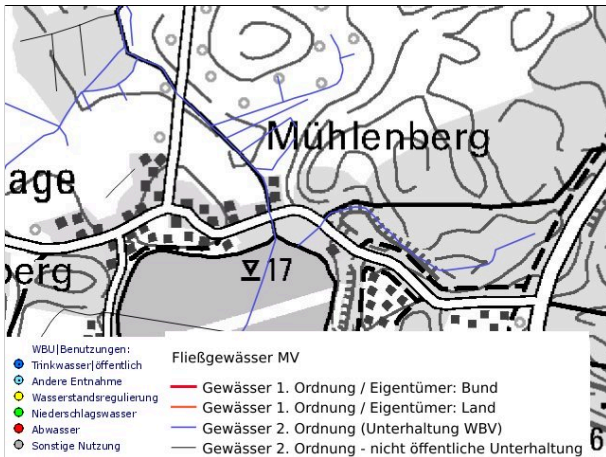 Mühlenberg
age
berg
17
WBU|Benutzungen:
Trinkwasser|öffentlich
Andere Entnahme
Wasserstandsregulierung
Niederschlagswasser
Abwasser
Sonstige Nutzung
Fließgewässer MV
Gewässer 1. Ordnung / Eigentümer: Bund
Gewässer 1. Ordnung / Eigentümer: Land
Gewässer 2. Ordnung (Unterhaltung WBV)
Gewässer 2. Ordnung - nicht öffentliche Unterhaltung
6